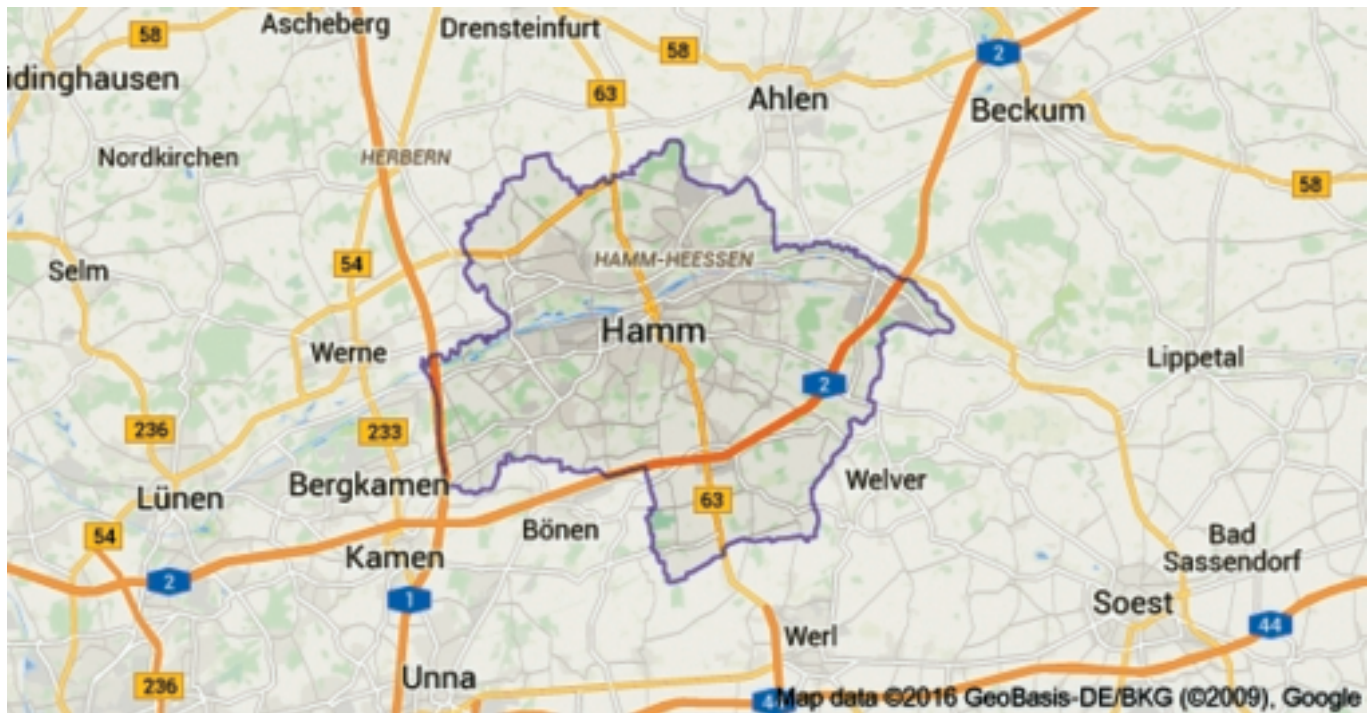 Ascheberg
Drensteinfurt
58
58
2
idinghausen
63
Ahlen
Beckum
Nordkirchen
HERBERN
58
Selm
54
HAMM-HEESSEN
Hamm
Werne
Lippetal
2
236
233
Lünen
Bergkamen
63
Welver
54
Bönen
Bad
Sassendorf
Kamen
2
1
Soest
44
Werl
Unna
236
4
Map data ©2016 GeoBasis-DE/BKG (©2009), Google